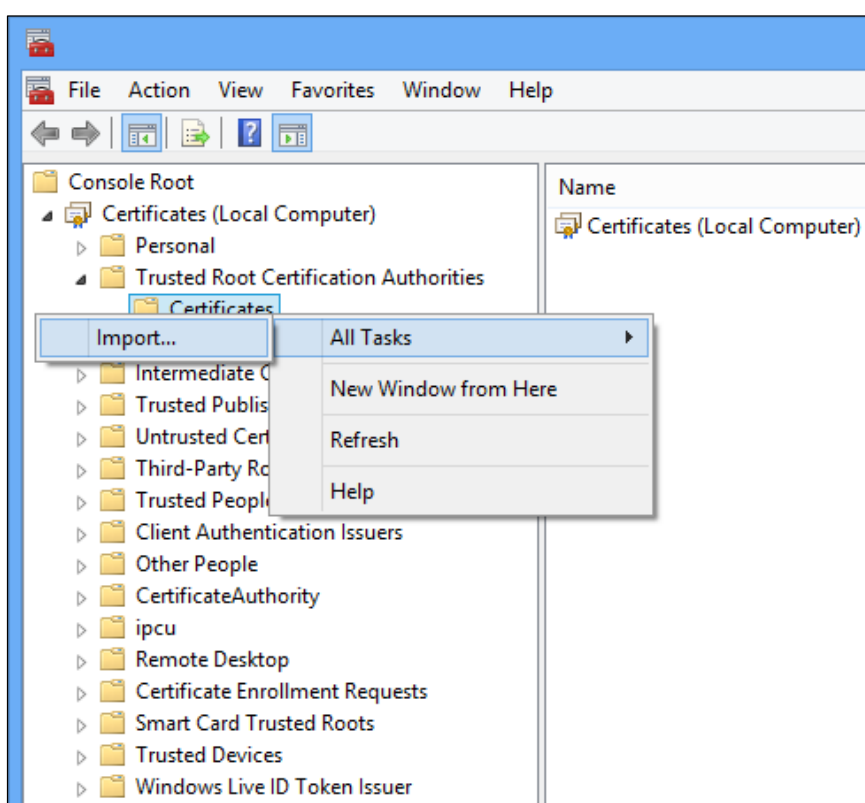 File Action View Favorites Window Help
Console Root
Certificates (Local Computer)
Personal
Trusted Root Certification Authorities
Certificates
Import...
All Tasks
New Window from Here
Refresh
Help
Intermediate C
Trusted Publis
Untrusted Cert
Third-Party Ro
Trusted People
Client Authentication Issuers
Other People
CertificateAuthority
ipcu
Remote Desktop
Certificate Enrollment Requests
Smart Card Trusted Roots
Trusted Devices
Windows Live ID Token Issuer
Name
Certificates (Local Computer)